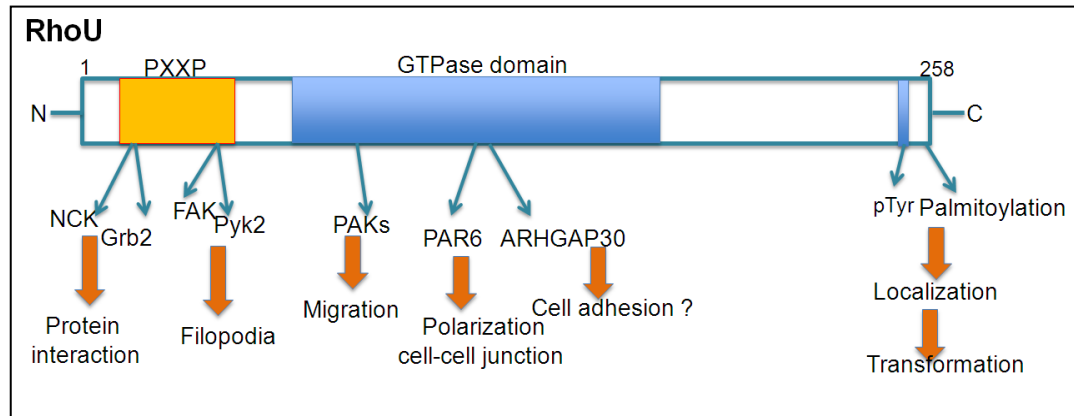 RhoU
1 PXXP GTPase domain 258
N C
NCK Grb2 FAK Pyk2 PAKs PAR6 ARHGAP30 pTyr Palmitoylation
Protein
interaction
Filopodia
Migration
Polarization
cell-cell junction
Cell adhesion ?
Localization
Transformation